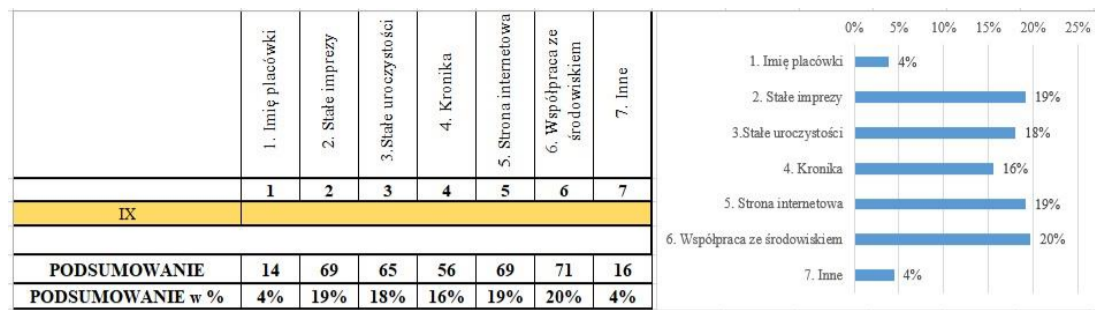 1. Imię placówki
2. Stałe imprezy
3.Stałe uroczystości
4. Kronika
5. Strona internetowa
6. Współpraca ze
środowiskiem
7. Inne
1 2 3 4 5 6 7
IX
PODSUMOWANIE 14 69 65 56 69 71 16
PODSUMOWANIE w % 4% 19% 18% 16% 19% 20% 4%
0% 5% 10% 15% 20% 25%
1. Imię placówki 4%
2. Stałe imprezy 19%
3.Stałe uroczystości 18%
4. Kronika 16%
5. Strona internetowa 19%
6. Współpraca ze środowiskiem 20%
7. Inne 4%